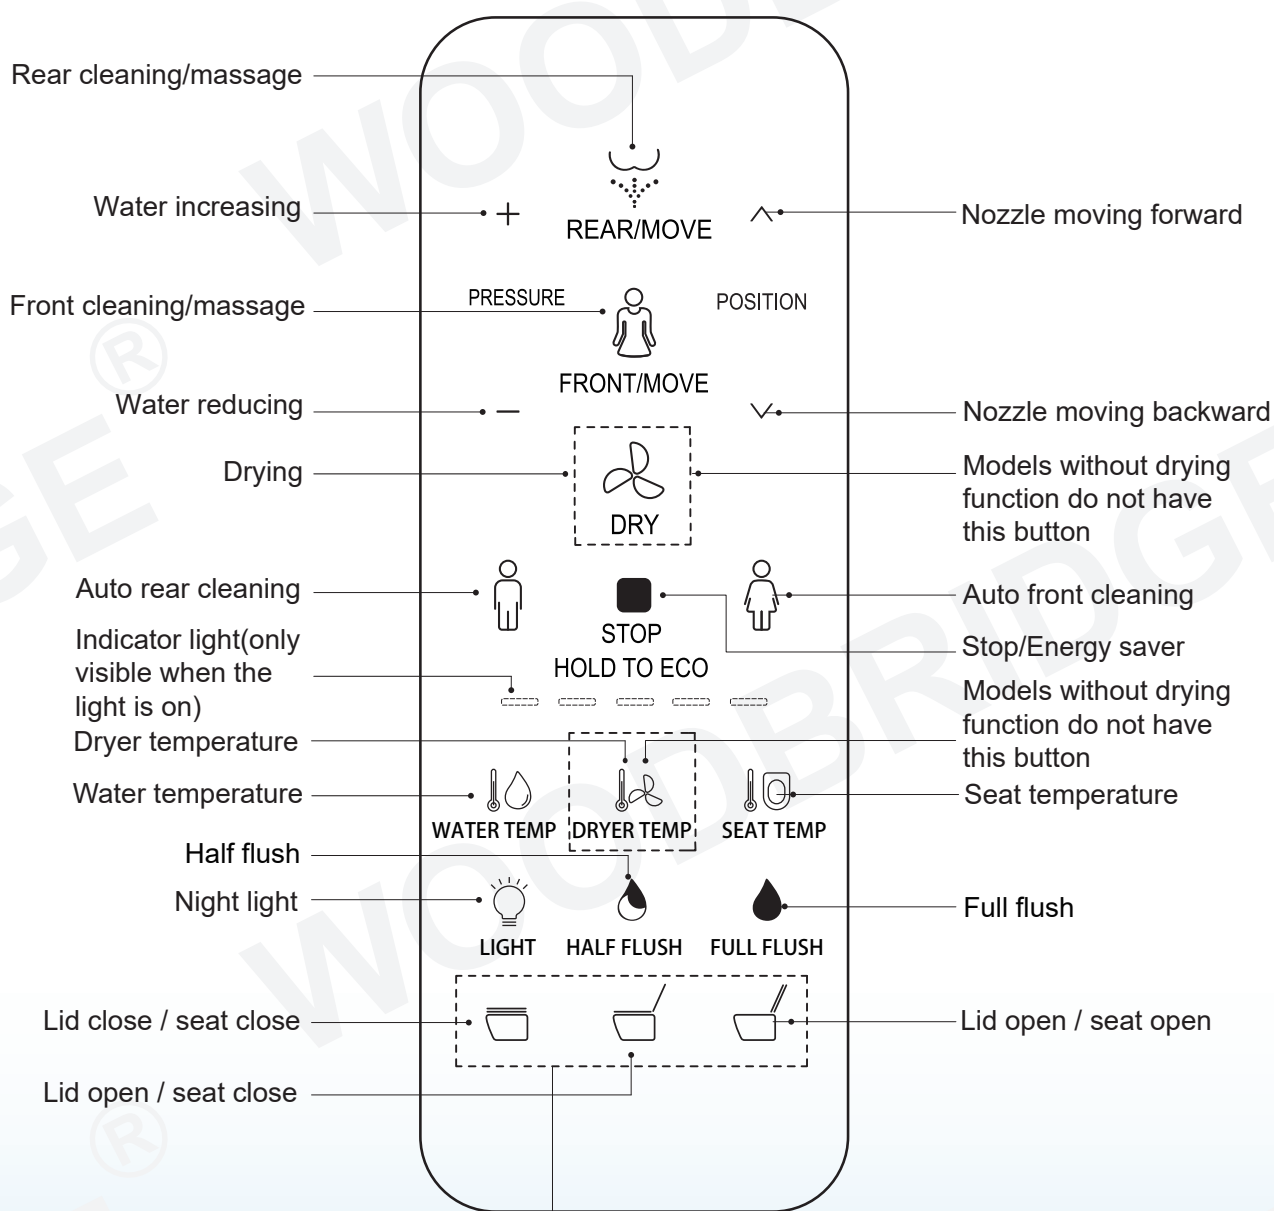 Rear cleaning/massage
Water increasing
+
REAR/MOVE
Nozzle moving forward
Front cleaning/massage
PRESSURE
POSITION
FRONT/MOVE
Water reducing
Nozzle moving backward
Drying
DRY
Models without drying
function do not have
this button
Auto rear cleaning
STOP
HOLD TO ECO
Auto front cleaning
Stop/Energy saver
Indicator light(only
visible when the
light is on)
Models without drying
function do not have
this button
Dryer temperature
Water temperature
Seat temperature
WATER TEMP
DRYER TEMP
SEAT TEMP
Half flush
Night light
Full flush
LIGHT
HALF FLUSH
FULL FLUSH
Lid close / seat close
Lid open / seat open
Lid open / seat close
WOODBRIDGE
®
®